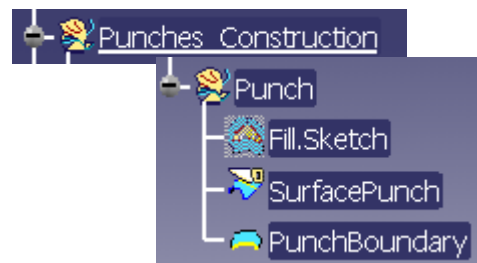 Punches Construction
Punch
Fill.Sketch
SurfacePunch
PunchBoundary